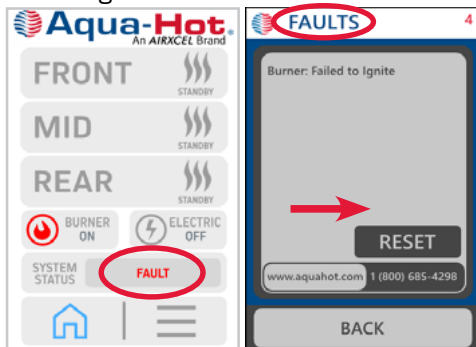 Aqua-Hot.
An AIRXCEL Brand
FRONT
STANDBY
MID
STANDBY
REAR
STANDBY
BURNER
ON
ELECTRIC
OFF
SYSTEM
STATUS
FAULT
FAULTS
4
Burner: Failed to Ignite
RESET
www.aquahot.com 1 (800) 685-4298
BACK